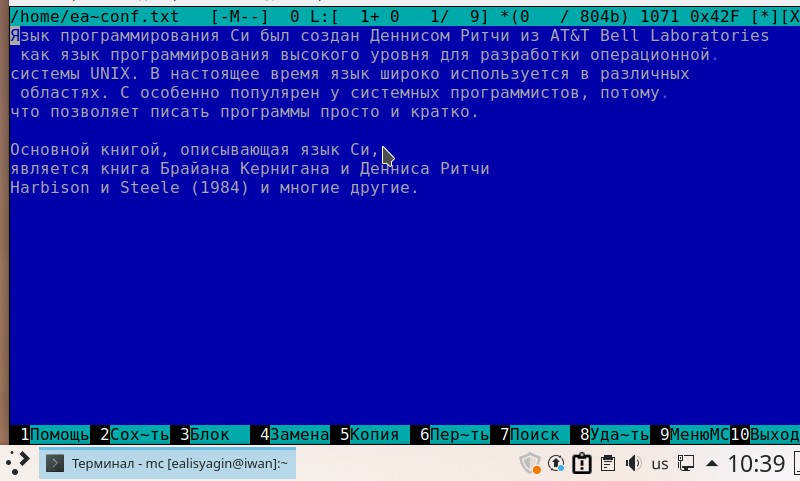 /home/ea~conf.txt [-M--] 0 L:[ 1+ 0 1/ 9] *(0 / 804b) 1071 0x42F [*][X
Язык программирования Си был создан Деннисом Ритчи из AT&T Bell Laboratories
как язык программирования высокого уровня для разработки операционной.
системы UNIX. В настоящее время язык широко используется в различных
областях. С особенно популярен у системных программистов, потому.
что позволяет писать программы просто и кратко.
Основной книгой, описывающая язык Си,
является книга Брайана Кернигана и Денниса Ритчи
Harbison и Steele (1984) и многие другие.
1Помощь 2Сох~ть 3Блок 4Замена 5Копия 6Пер~ть 7Поиск 8Уда~ть 9МенюMC 10Выход
Терминал - mc [ealisyagin@iwan]:~ us 10:39